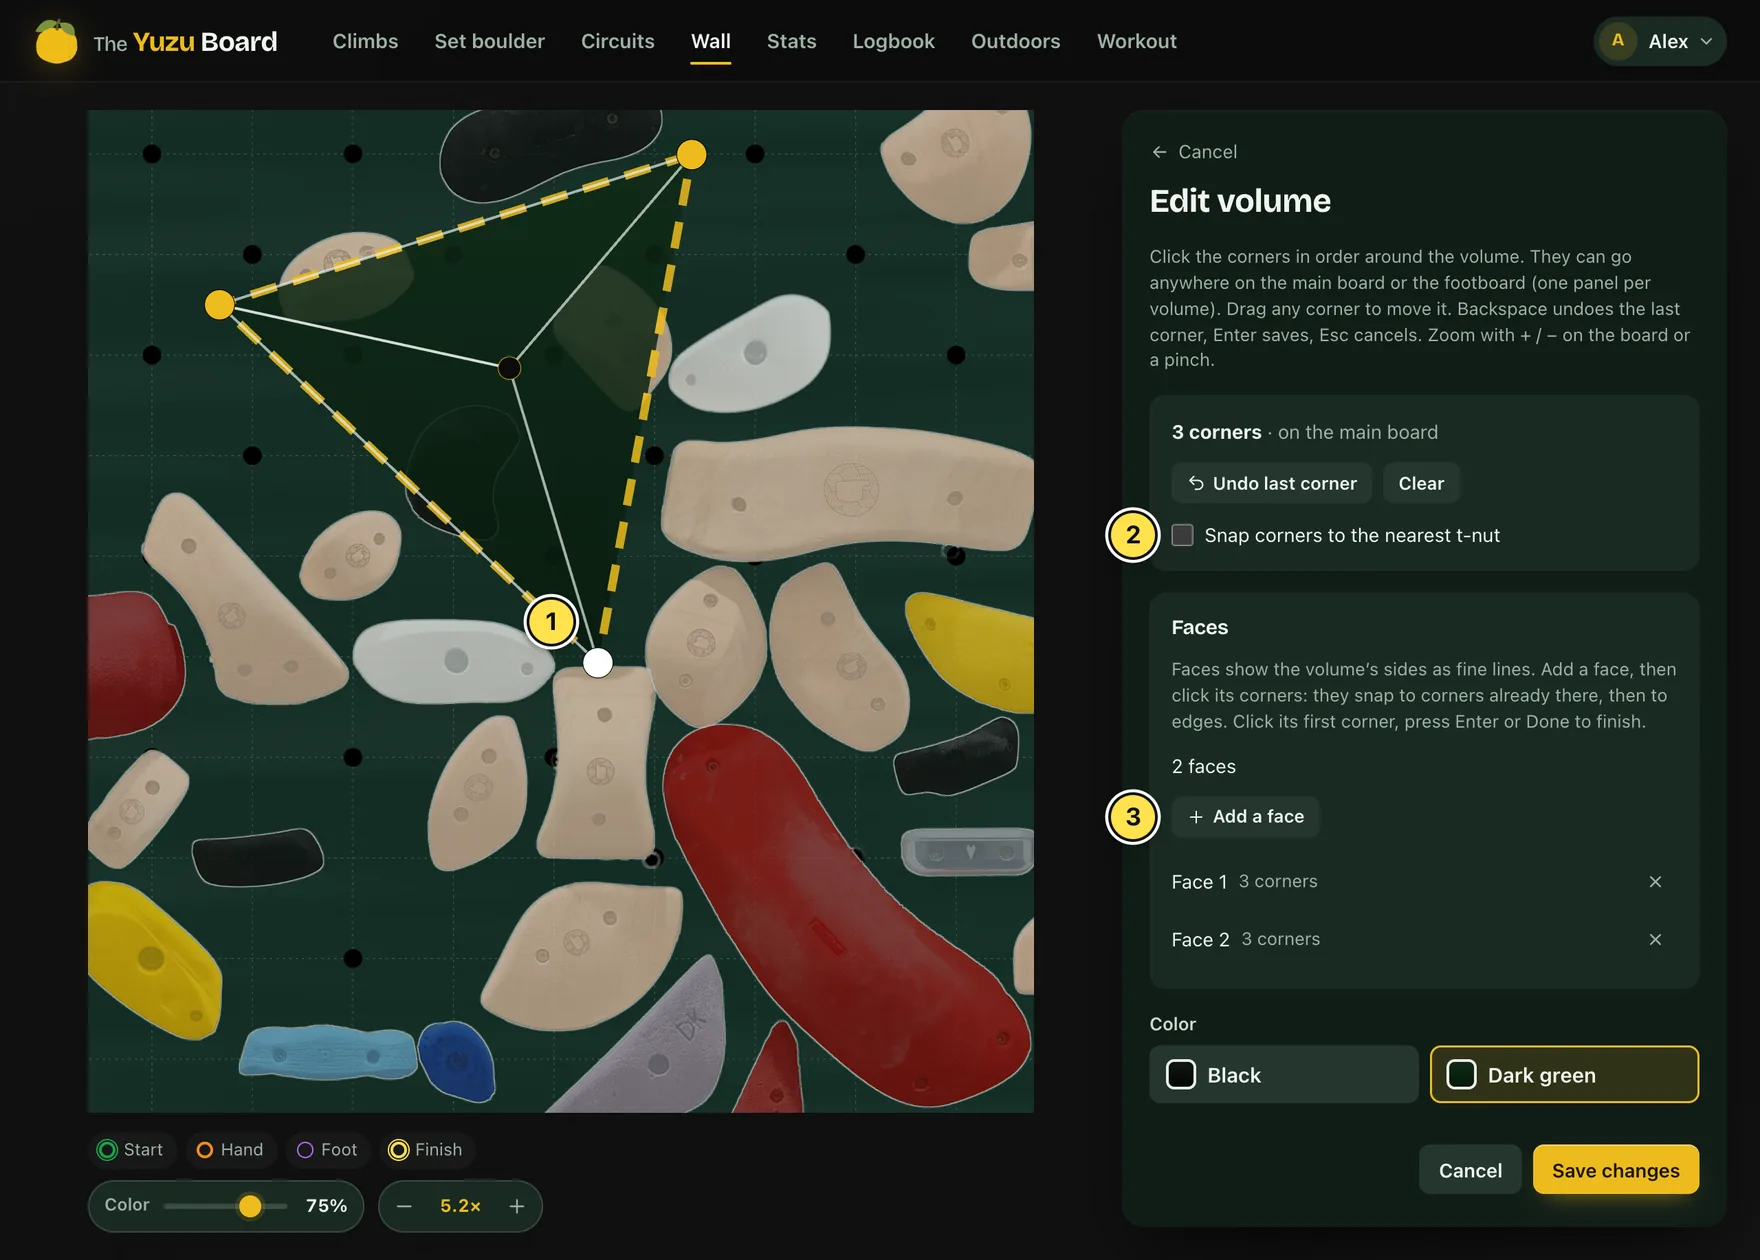 The Yuzu Board
Climbs
Set boulder
Circuits
Wall
Stats
Logbook
Outdoors
Workout
A
Alex
← Cancel
Edit volume
Click the corners in order around the volume. They can go
anywhere on the main board or the footboard (one panel per
volume). Drag any corner to move it. Backspace undoes the last
corner, Enter saves, Esc cancels. Zoom with + / − on the board or
a pinch.
3 corners · on the main board
Undo last corner
Clear
2
Snap corners to the nearest t-nut
1
Faces
Faces show the volume’s sides as fine lines. Add a face, then
click its corners: they snap to corners already there, then to
edges. Click its first corner, press Enter or Done to finish.
2 faces
3
+ Add a face
Face 1 3 corners ×
Face 2 3 corners ×
DK
Color
Black
Dark green
Cancel
Save changes
Start
Hand
Foot
Finish
Color 75%
− 5.2× +